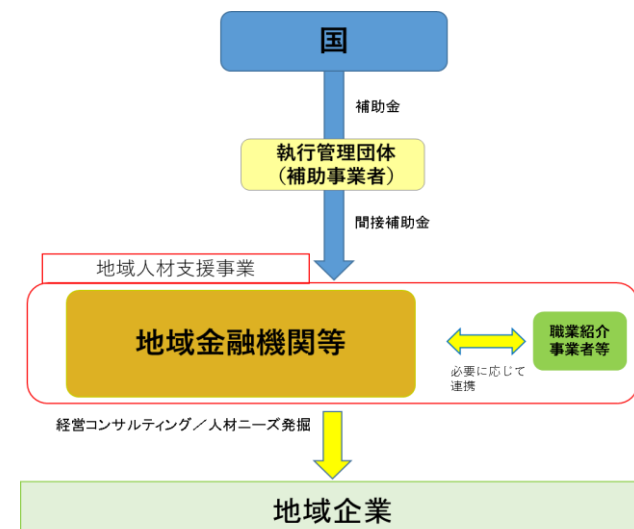 国
補助金
執行管理団体
（補助事業者）
間接補助金
地域人材支援事業
地域金融機関等
職業紹介
事業者等
必要に応じて
連携
経営コンサルティング／人材ニーズ発掘
地域企業